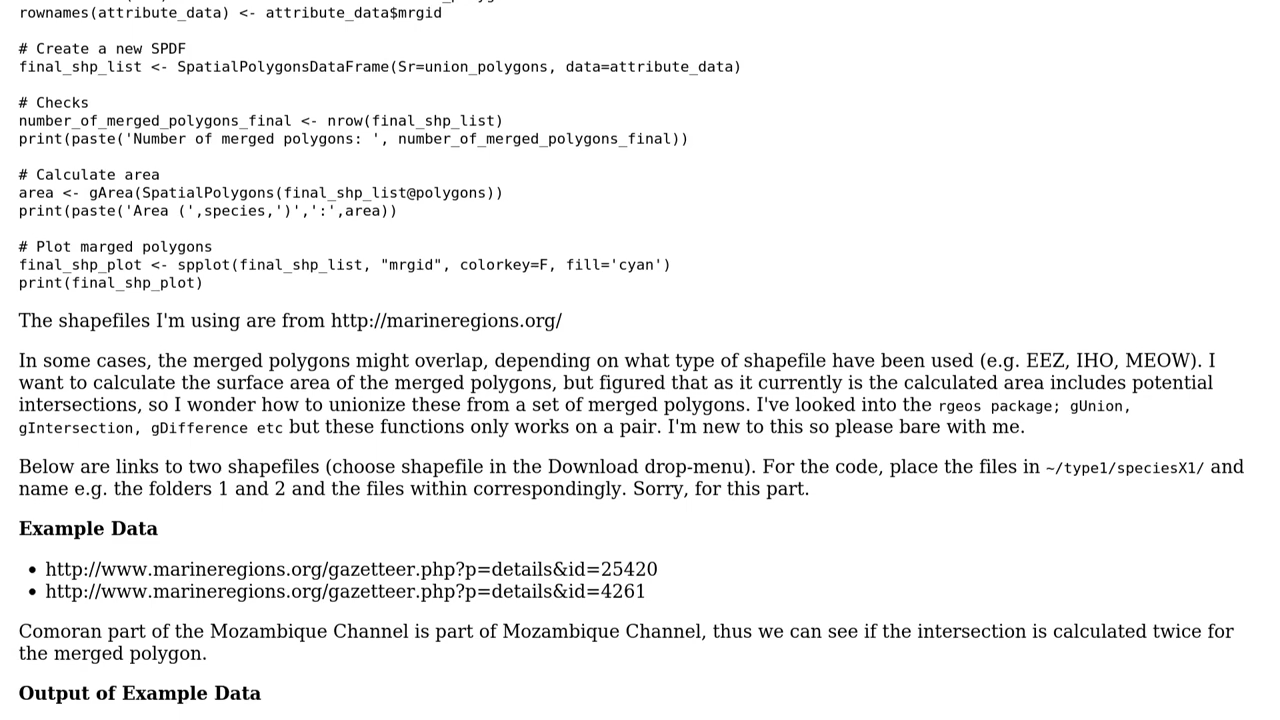 rownames(attribute_data) <- attribute_data$mrgid
# Create a new SPDF
final_shp_list <- SpatialPolygonsDataFrame(Sr=union_polygons, data=attribute_data)
# Checks
number_of_merged_polygons_final <- nrow(final_shp_list)
print(paste('Number of merged polygons: ', number_of_merged_polygons_final))
# Calculate area
area <- gArea(SpatialPolygons(final_shp_list@polygons))
print(paste('Area (',species,')',':',area))
# Plot marged polygons
final_shp_plot <- spplot(final_shp_list, "mrgid", colorkey=F, fill='cyan')
print(final_shp_plot)
The shapefiles I'm using are from http://marineregions.org/
In some cases, the merged polygons might overlap, depending on what type of shapefile have been used (e.g. EEZ, IHO, MEOW). I
want to calculate the surface area of the merged polygons, but figured that as it currently is the calculated area includes potential
intersections, so I wonder how to unionize these from a set of merged polygons. I've looked into the rgeos package; gUnion,
gIntersection, gDifference etc but these functions only works on a pair. I'm new to this so please bare with me.
Below are links to two shapefiles (choose shapefile in the Download drop-menu). For the code, place the files in ~/type1/speciesX1/ and
name e.g. the folders 1 and 2 and the files within correspondingly. Sorry, for this part.
Example Data
• http://www.marineregions.org/gazetteer.php?p=details&id=25420
• http://www.marineregions.org/gazetteer.php?p=details&id=4261
Comoran part of the Mozambique Channel is part of Mozambique Channel, thus we can see if the intersection is calculated twice for
the merged polygon.
Output of Example Data